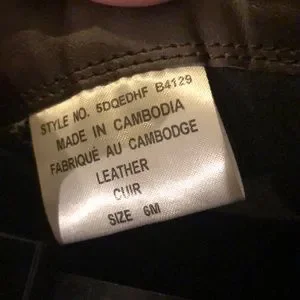 STYLE NO. 5DQEDHF B4129
MADE IN CAMBODIA
FABRIQUÉ AU CAMBODGE
LEATHER
CUIR
SIZE 6M